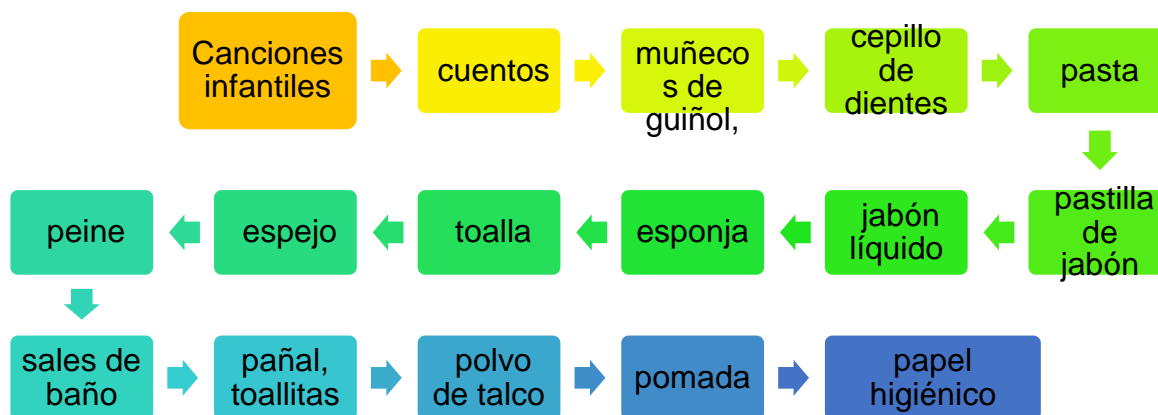 Canciones
infantiles
cuentos
muñeco
s de
guiñol,
cepillo
de
dientes
pasta
pastilla
de
jabón
jabón
líquido
esponja
toalla
espejo
peine
sales de
baño
pañal,
toallitas
polvo
de talco
pomada
papel
higiénico